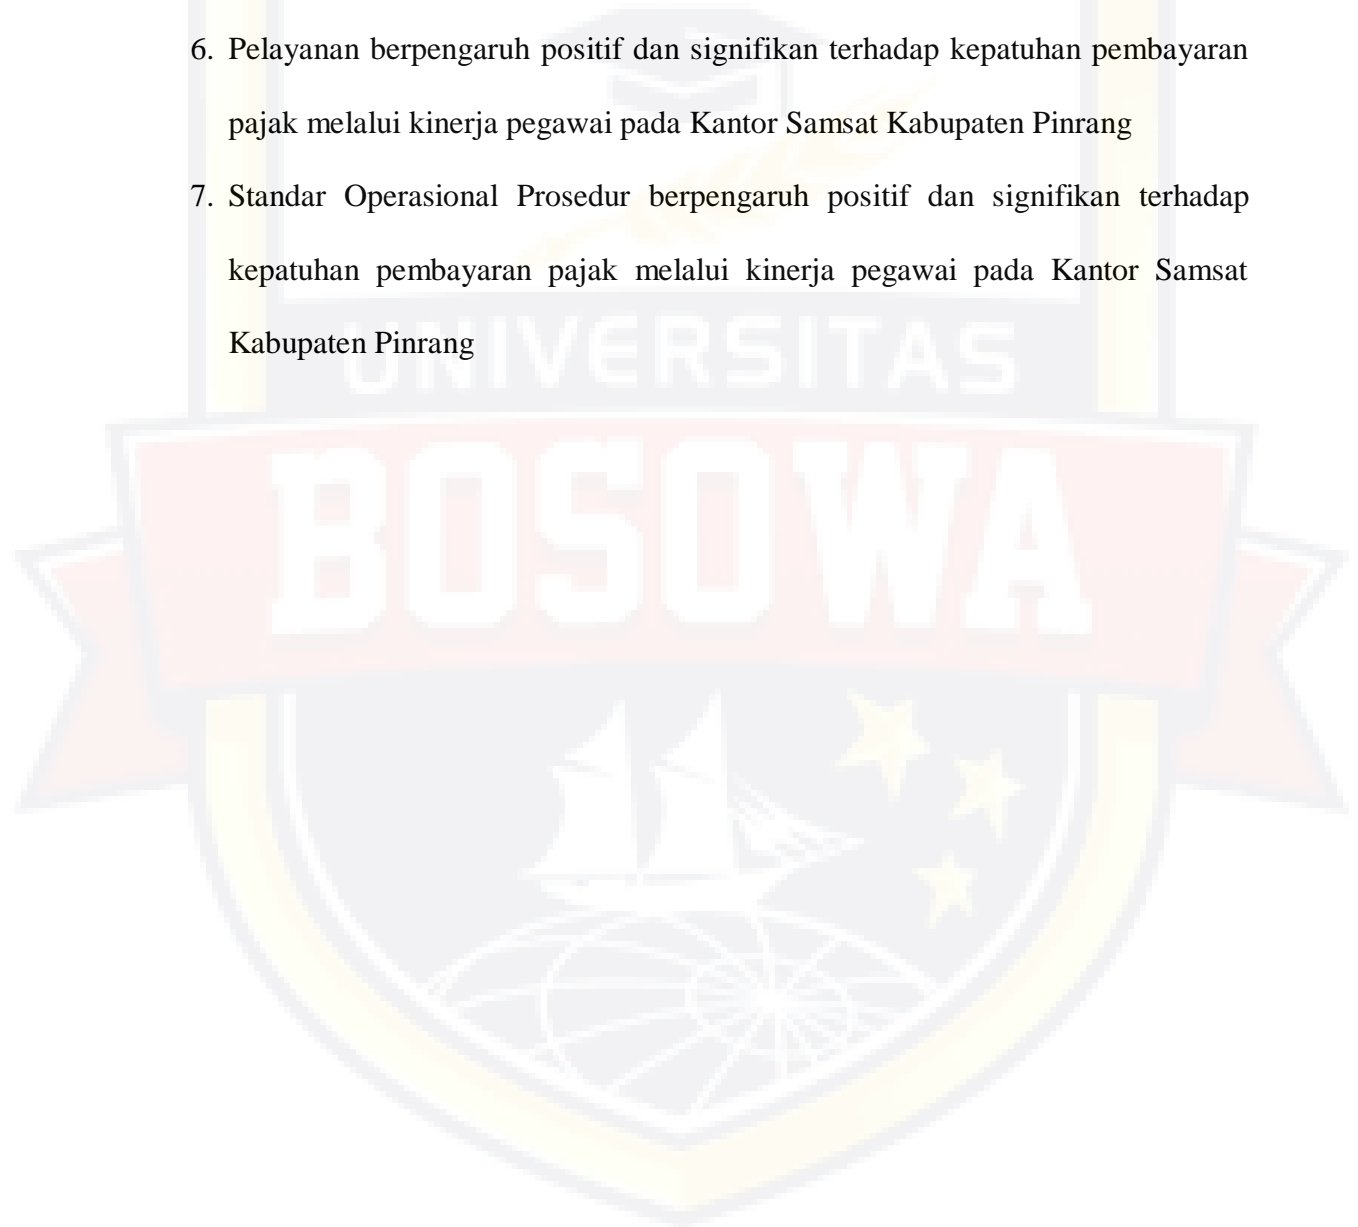 6. Pelayanan berpengaruh positif dan signifikan terhadap kepatuhan pembayaran
pajak melalui kinerja pegawai pada Kantor Samsat Kabupaten Pinrang
7. Standar Operasional Prosedur berpengaruh positif dan signifikan terhadap
kepatuhan pembayaran pajak melalui kinerja pegawai pada Kantor Samsat
Kabupaten Pinrang
UNIVERSITAS
BOSOWA